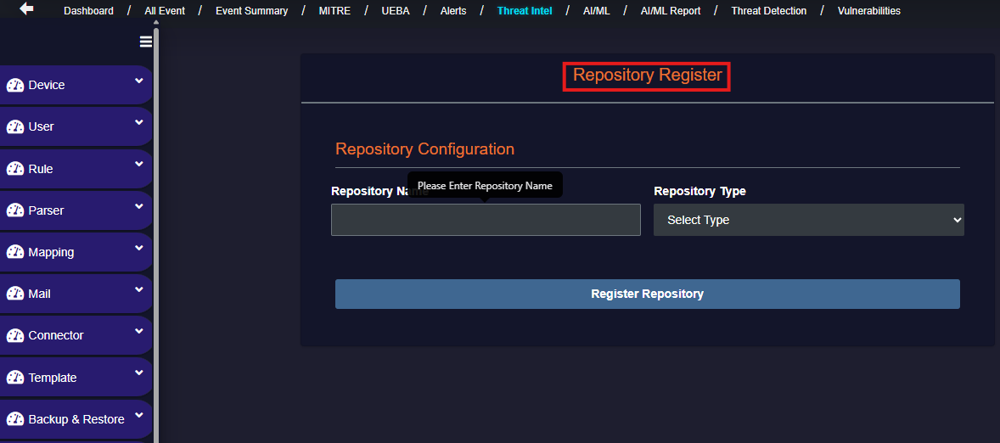 Dashboard / All Event / Event Summary / MITRE / UEBA / Alerts / Threat Intel / AI/ML / AI/ML Report / Threat Detection / Vulnerabilities
Device
User
Rule
Parser
Mapping
Mail
Connector
Template
Backup & Restore
Repository Register
Repository Configuration
Please Enter Repository Name
Repository Name
Repository Type
Select Type
Register Repository